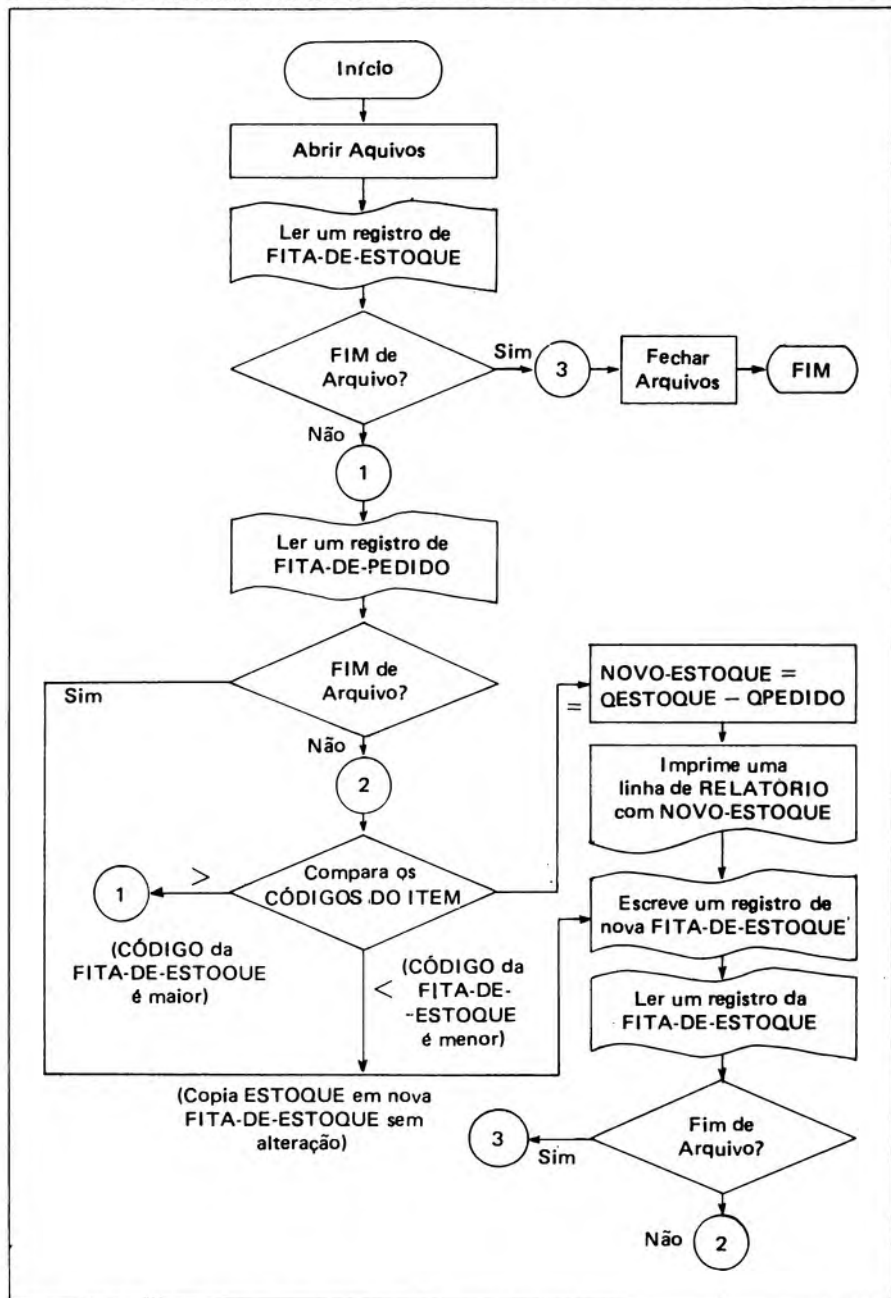 Início
Abrir Aquivos
Ler um registro de
FITA-DE-ESTOQUE
FIM de
Arquivo?
Sim
3
Fechar
Arquivos
FIM
Não
1
Ler um registro de
FITA-DE-PEDIDO
FIM de
Arquivo?
Sim
Não
2
Compara os
CÓDIGOS DO ITEM
>
1
(CÓDIGO da
FITA-DE-ESTOQUE
é maior)
<
(CÓDIGO da
FITA-DE-
-ESTOQUE
é menor)
(Copia ESTOQUE em nova
FITA-DE-ESTOQUE sem
alteração)
=
NOVO-ESTOQUE =
QESTOQUE – QPEDIDO
Imprime uma
linha de RELATÓRIO
com NOVO-ESTOQUE
Escreve um registro de
nova FITA-DE-ESTOQUE
Ler um registro da
FITA-DE-ESTOQUE
Fim de
Arquivo?
3
Sim
Não
2